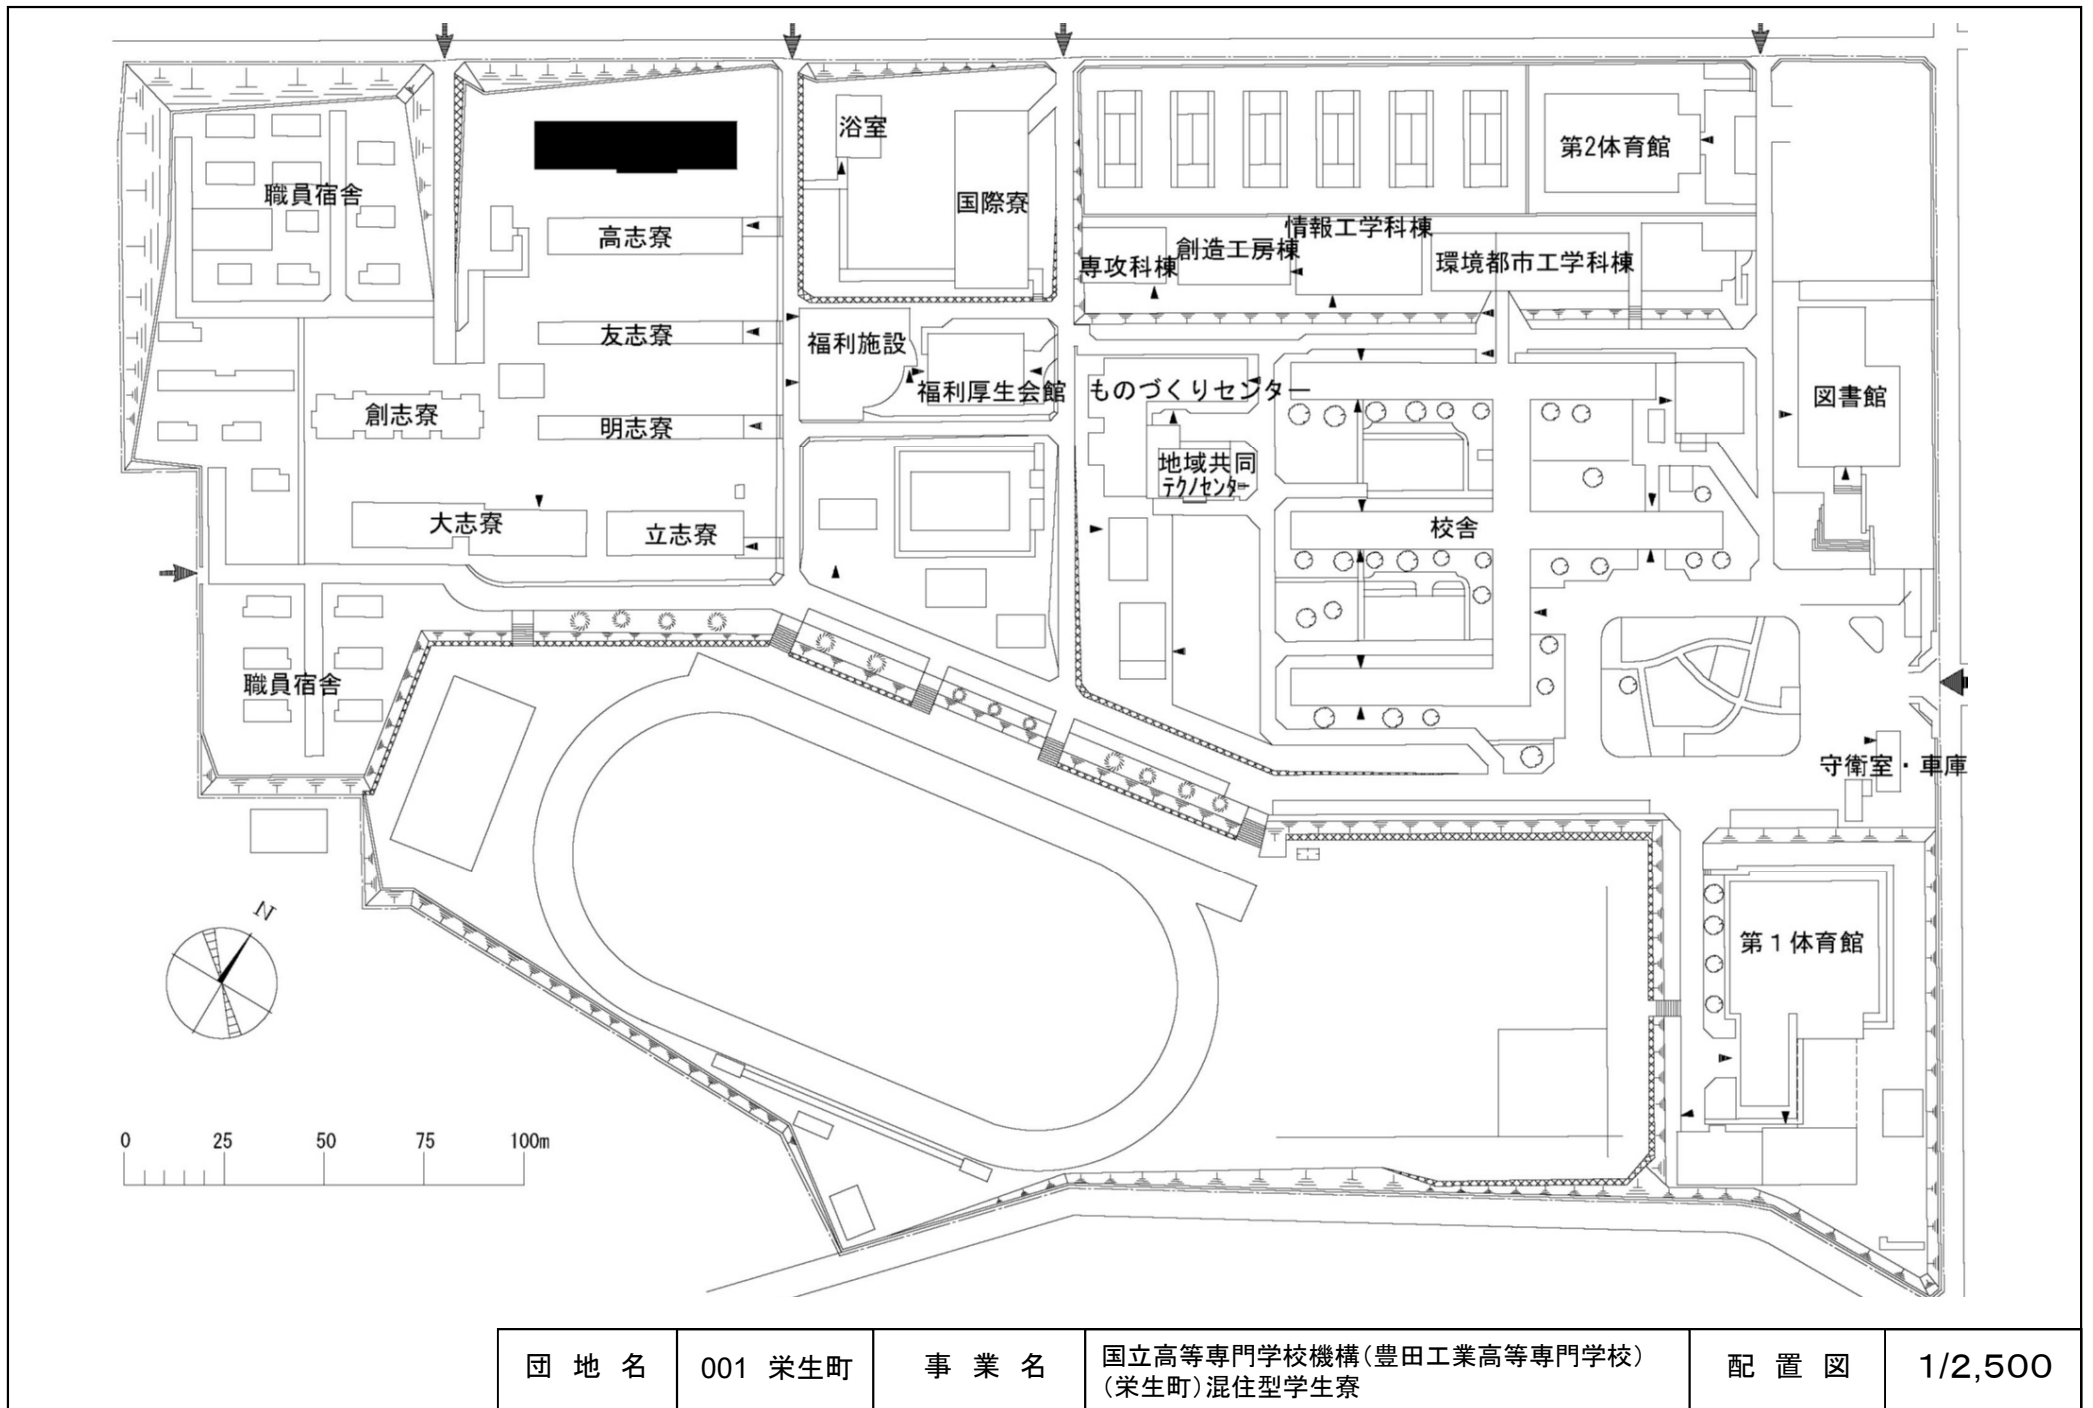 浴室
第2体育館
職員宿舎
国際寮
高志寮
情報工学科棟
創造工房棟
専攻科棟
環境都市工学科棟
友志寮
福利施設
福利厚生会館
ものづくりセンター
図書館
創志寮
明志寮
地域共同
テクノセンター
大志寮
立志寮
校舎
職員宿舎
守衛室・車庫
N
第1体育館
0 25 50 75 100m
団地名 001 栄生町 事業名 国立高等専門学校機構(豊田工業高等専門学校)
(栄生町)混住型学生寮
配置図 1/2,500